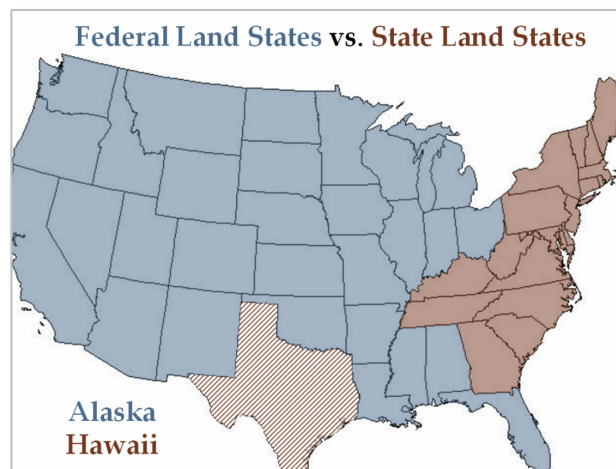 Federal Land States vs. State Land States
Alaska
Hawaii